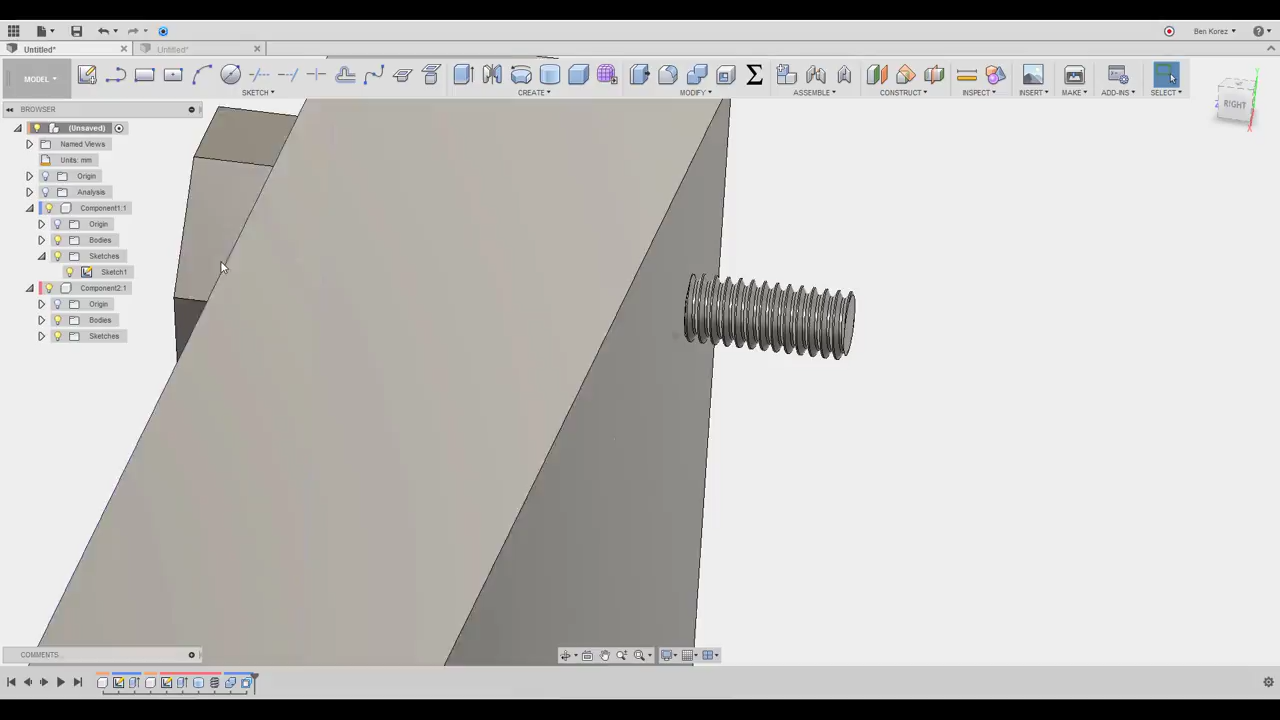 Ben Korez
Untitled*
Untitled*
MODEL
SKETCH
CREATE
MODIFY
ASSEMBLE
CONSTRUCT
INSPECT
INSERT
MAKE
ADD-INS
SELECT
BROWSER
RIGHT
(Unsaved)
Named Views
Units: mm
Origin
Analysis
Component1:1
Origin
Bodies
Sketches
Sketch1
Component2:1
Origin
Bodies
Sketches
COMMENTS